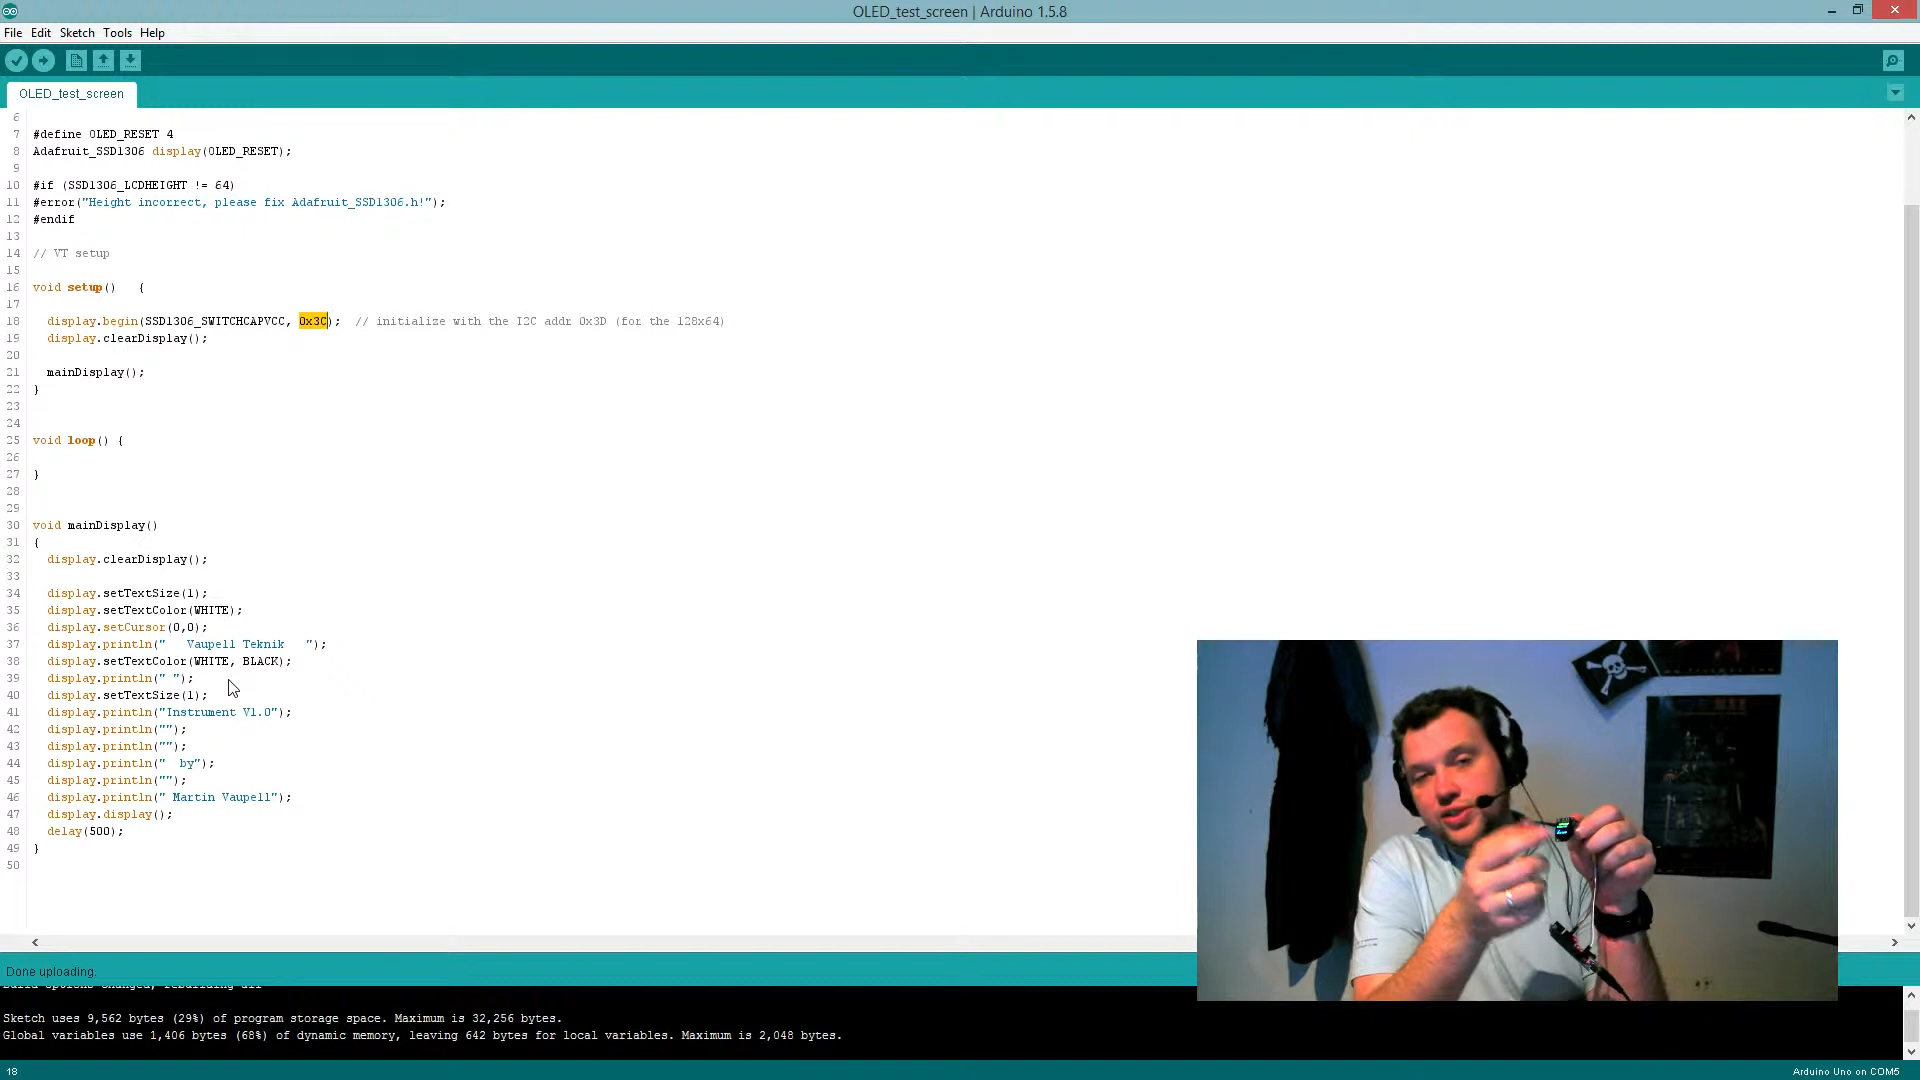 OLED_test_screen | Arduino 1.5.8
File Edit Sketch Tools Help
OLED_test_screen
6
7 #define OLED_RESET 4
8 Adafruit_SSD1306 display(OLED_RESET);
9
10 #if (SSD1306_LCDHEIGHT != 64)
11 #error("Height incorrect, please fix Adafruit_SSD1306.h!");
12 #endif
13
14 // VT setup
15
16 void setup()   {
17
18   display.begin(SSD1306_SWITCHCAPVCC, 0x3C);  // initialize with the I2C addr 0x3D (for the 128x64)
19   display.clearDisplay();
20
21   mainDisplay();
22 }
23
24
25 void loop() {
26
27 }
28
29
30 void mainDisplay()
31 {
32   display.clearDisplay();
33
34   display.setTextSize(1);
35   display.setTextColor(WHITE);
36   display.setCursor(0,0);
37   display.println("   Vaupell Teknik   ");
38   display.setTextColor(WHITE, BLACK);
39   display.println(" ");
40   display.setTextSize(1);
41   display.println("Instrument V1.0");
42   display.println("");
43   display.println("");
44   display.println("  by");
45   display.println("");
46   display.println(" Martin Vaupell");
47   display.display();
48   delay(500);
49 }
50
Done uploading.
Build options changed, rebuilding all
Sketch uses 9,562 bytes (29%) of program storage space. Maximum is 32,256 bytes.
Global variables use 1,406 bytes (68%) of dynamic memory, leaving 642 bytes for local variables. Maximum is 2,048 bytes.
18
Arduino Uno on COM5